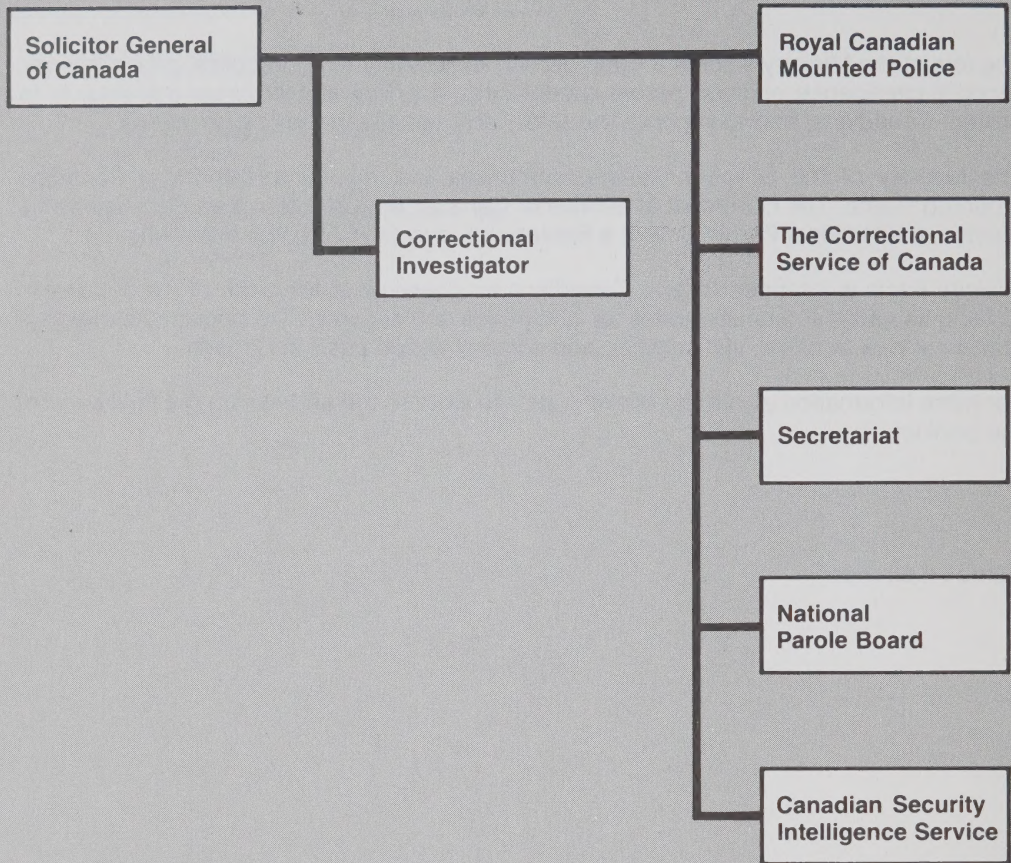 Solicitor General
of Canada
Royal Canadian
Mounted Police
Correctional
Investigator
The Correctional
Service of Canada
Secretariat
National
Parole Board
Canadian Security
Intelligence Service